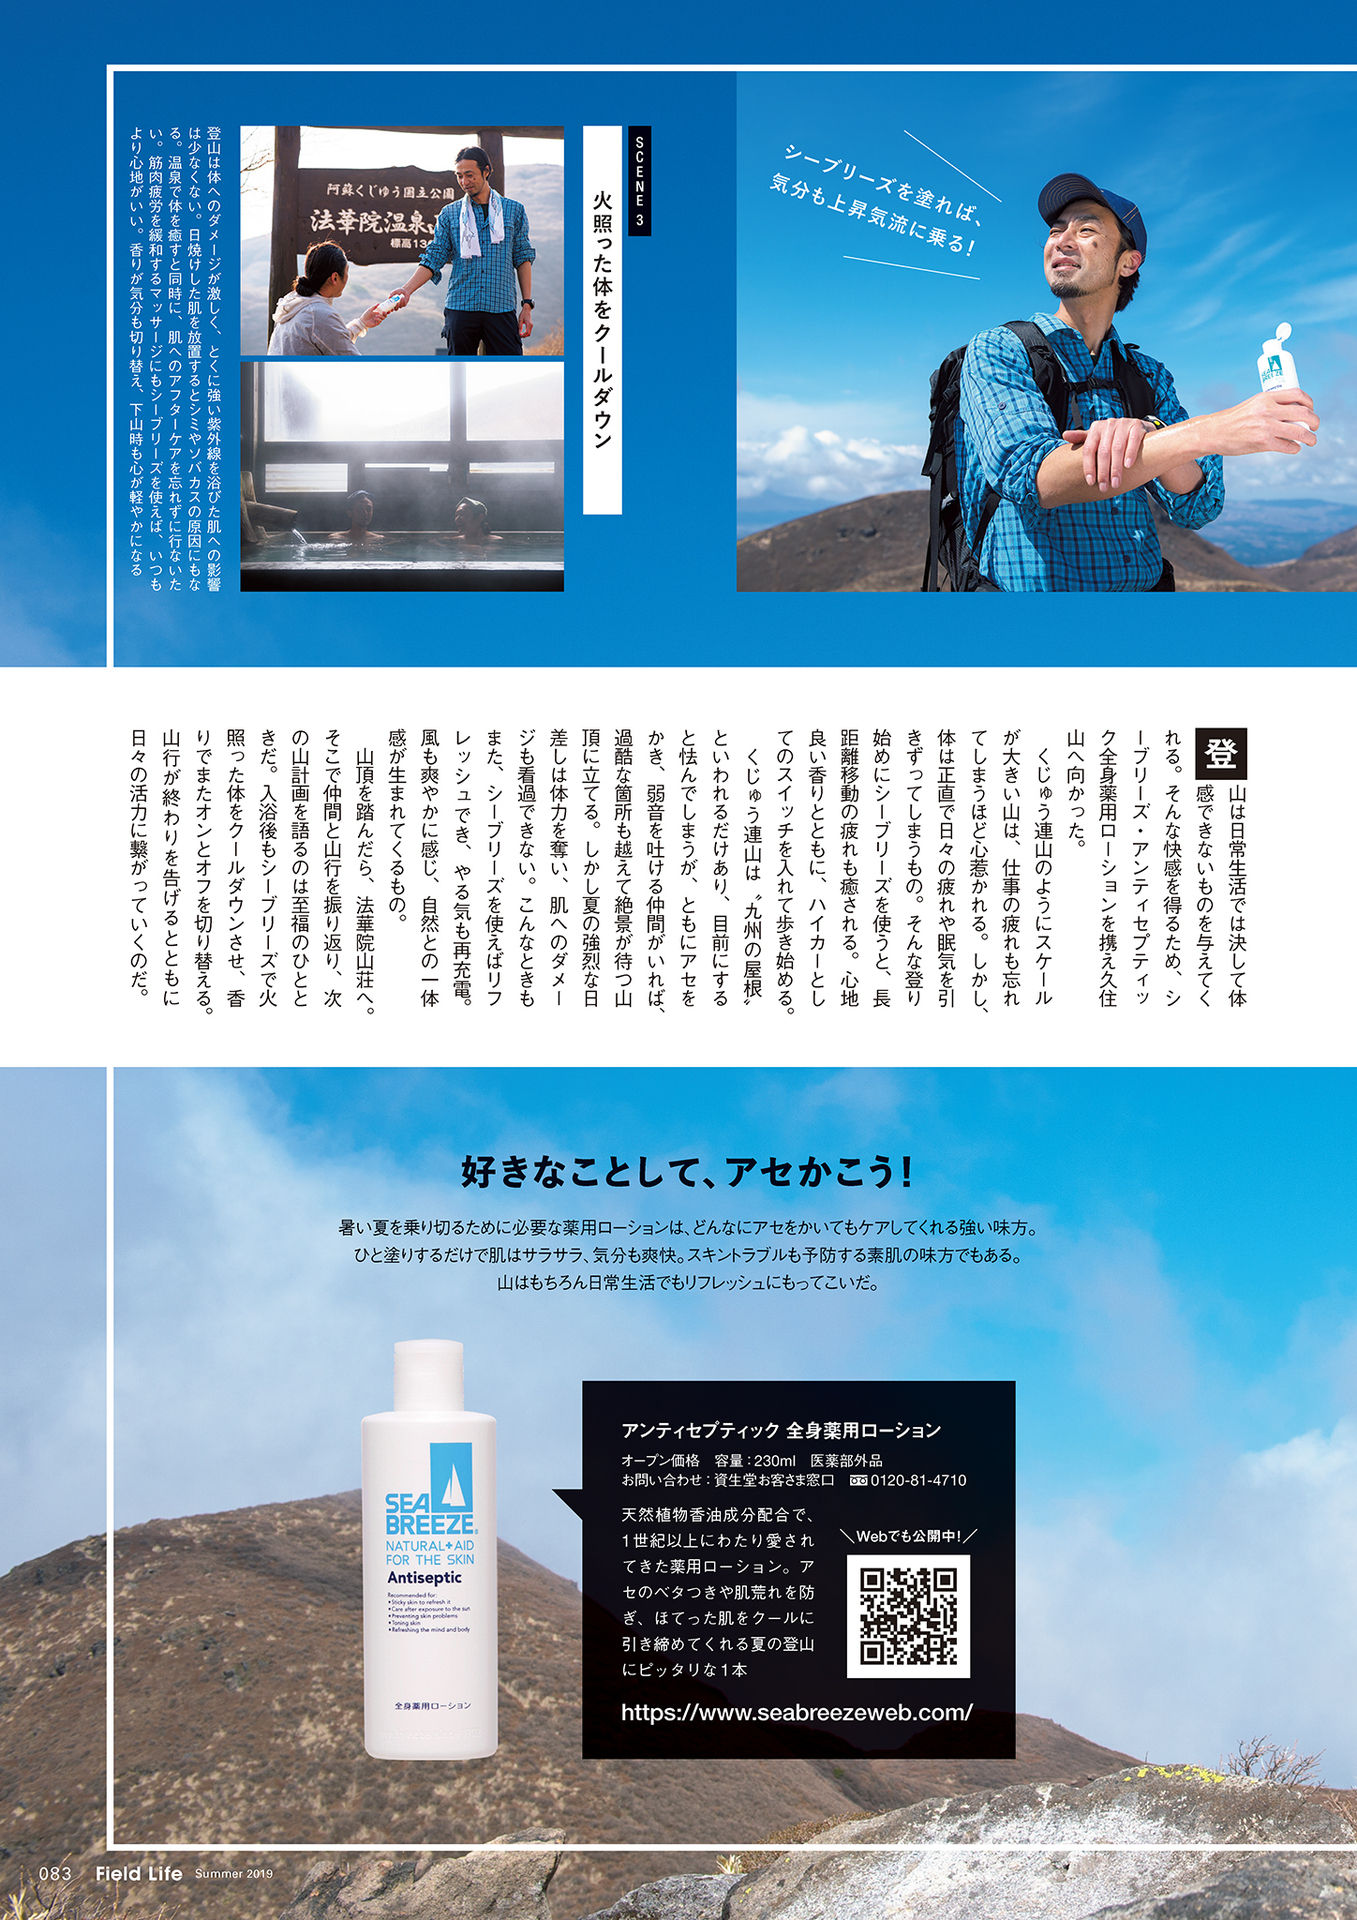 シーブリーズを塗れば、
気分も上昇気流に乗る！
SCENE 3
火照った体をクールダウン
阿蘇くじゅう国立公園
法華院温泉
標高13
登山は体へのダメージが激しく、とくに強い紫外線を浴びた肌への影響
は少なくない。日焼けした肌を放置するとシミやソバカスの原因にもな
る。温泉で体を癒すと同時に、肌へのアフターケアを忘れずに行ないた
い。筋肉疲労を緩和するマッサージにもシーブリーズを使えば、いつも
より心地がいい。香りが気分も切り替え、下山時も心が軽やかになる
登山は日常生活では決して体
感できないものを与えてく
れる。そんな快感を得るため、シ
ーブリーズ・アンティセプティッ
ク全身薬用ローションを携え久住
山へ向かった。
くじゅう連山のようにスケール
が大きい山は、仕事の疲れも忘れ
てしまうほど心惹かれる。しかし、
体は正直で日々の疲れや眠気を引
きずってしまうもの。そんな登り
始めにシーブリーズを使うと、長
距離移動の疲れも癒される。心地
良い香りとともに、ハイカーとし
てのスイッチを入れて歩き始める。
くじゅう連山は〝九州の屋根〟
といわれるだけあり、目前にする
と怯んでしまうが、ともにアセを
かき、弱音を吐ける仲間がいれば、
過酷な箇所も越えて絶景が待つ山
頂に立てる。しかし夏の強烈な日
差しは体力を奪い、肌へのダメー
ジも看過できない。こんなときも
また、シーブリーズを使えばリフ
レッシュでき、やる気も再充電。
風も爽やかに感じ、自然との一体
感が生まれてくるもの。
山頂を踏んだら、法華院山荘へ。
そこで仲間と山行を振り返り、次
の山計画を語るのは至福のひとと
きだ。入浴後もシーブリーズで火
照った体をクールダウンさせ、香
りでまたオンとオフを切り替える。
山行が終わりを告げるとともに
日々の活力に繋がっていくのだ。
好きなことして、アセかこう！
暑い夏を乗り切るために必要な薬用ローションは、どんなにアセをかいてもケアしてくれる強い味方。
ひと塗りするだけで肌はサラサラ、気分も爽快。スキントラブルも予防する素肌の味方でもある。
山はもちろん日常生活でもリフレッシュにもってこいだ。
SEA
BREEZE®
NATURAL+AID
FOR THE SKIN
Antiseptic
Recommended for:
•Sticky skin to refresh it
•Care after exposure to the sun
•Preventing skin problems
•Toning skin
•Refreshing the mind and body
全身薬用ローション
アンティセプティック 全身薬用ローション
オープン価格　容量：230ml　医薬部外品
お問い合わせ：資生堂お客さま窓口　0120-81-4710
天然植物香油成分配合で、
1世紀以上にわたり愛され
てきた薬用ローション。ア
セのベタつきや肌荒れを防
ぎ、ほてった肌をクールに
引き締めてくれる夏の登山
にピッタリな1本
＼Webでも公開中！／
https://www.seabreezeweb.com/
083 Field Life Summer 2019